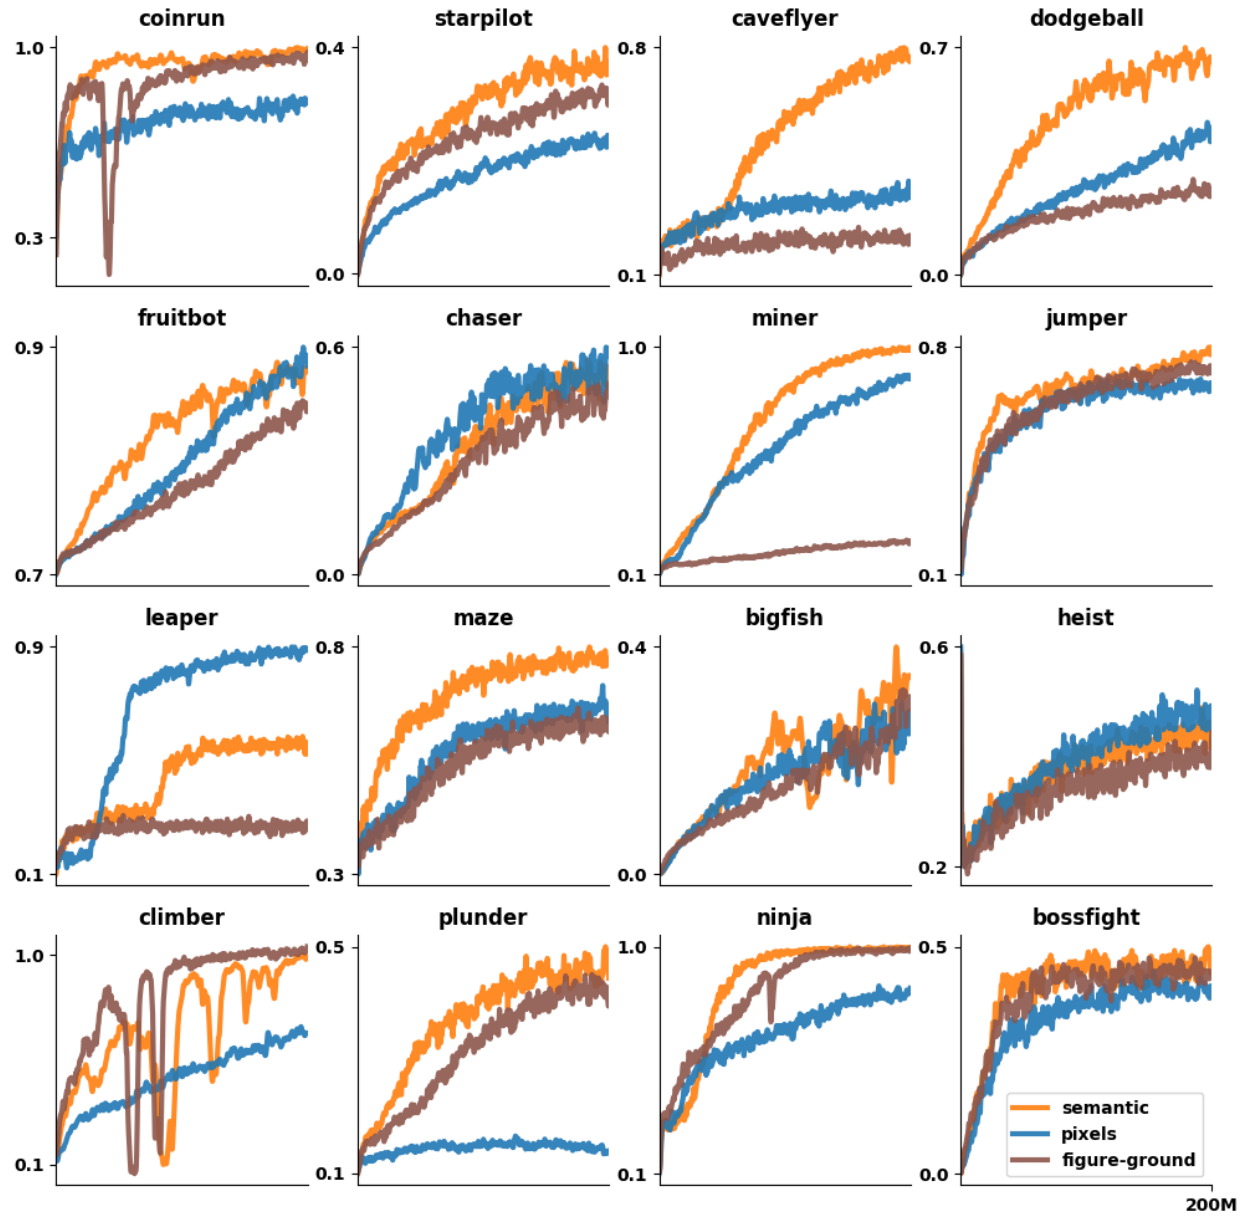 coinrun starpilot caveflyer dodgeball
1.0 0.4 0.8 0.7
0.3 0.0 0.1 0.0
fruitbot chaser miner jumper
0.9 0.6 1.0 0.8
0.7 0.0 0.1 0.1
leaper maze bigfish heist
0.9 0.8 0.4 0.6
0.1 0.3 0.0 0.2
climber plunder ninja bossfight
1.0 0.5 1.0 0.5
semantic
pixels
figure-ground
0.1 0.1 0.1 0.0
200M